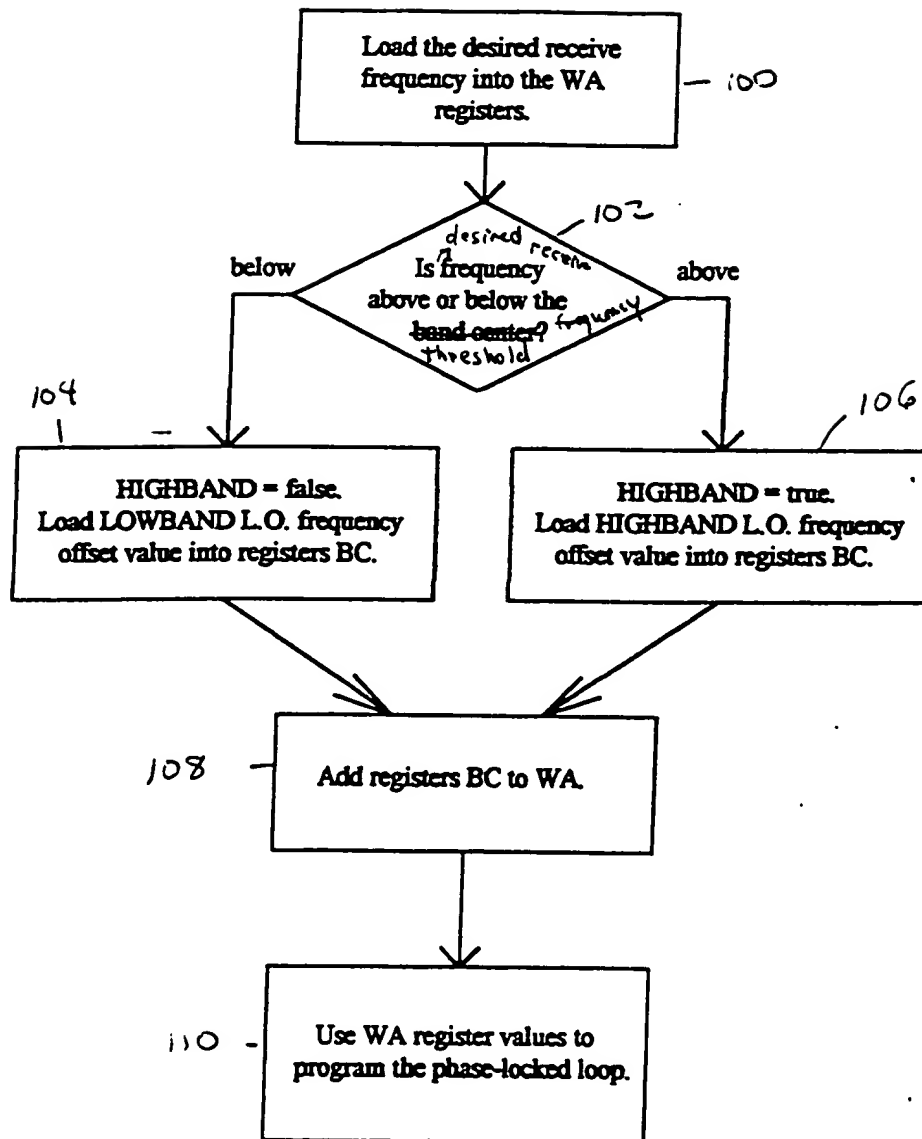 Load the desired receive
frequency into the WA
registers.
100
102
desired receive
Is frequency
above or below the
band center? frequency
threshold
below
above
104
106
HIGHBAND = false.
Load LOWBAND L.O. frequency
offset value into registers BC.
HIGHBAND = true.
Load HIGHBAND L.O. frequency
offset value into registers BC.
108
Add registers BC to WA.
110
Use WA register values to
program the phase-locked loop.